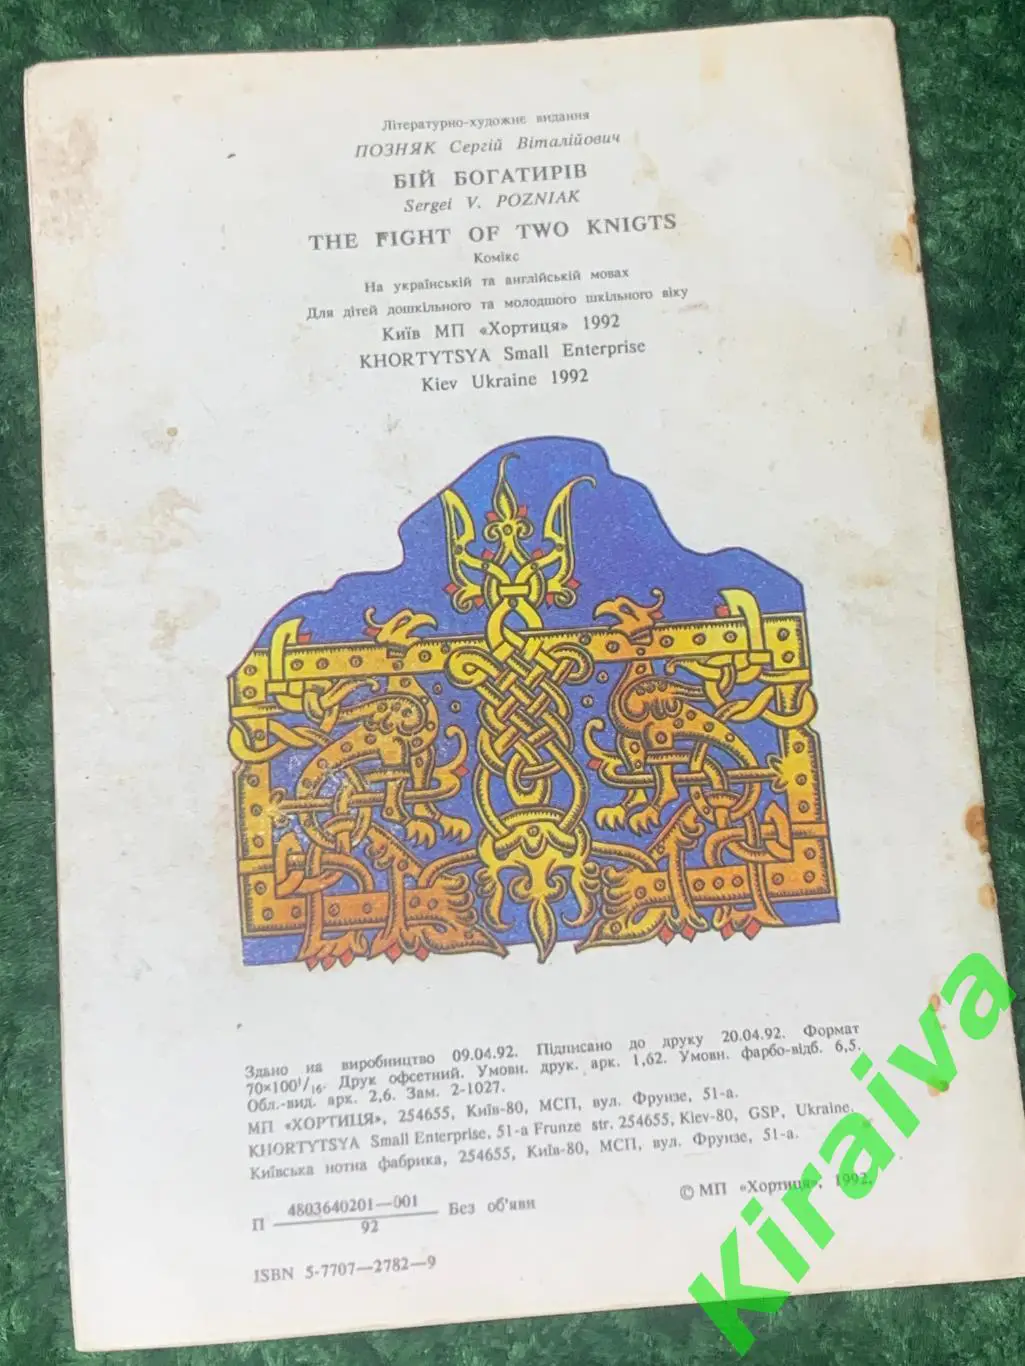 Літературно-художнє видання
ПОЗНЯК Сергій Віталійович
БІЙ БОГАТИРІВ
Sergei V. POZNIAK
THE FIGHT OF TWO KNIGTS
Комікс
На українській та англійській мовах
Для дітей дошкільного та молодшого шкільного віку
Київ МП «Хортиця» 1992
KHORTYTSYA Small Enterprise
Kiev Ukraine 1992
Здано на виробництво 09.04.92. Підписано до друку 20.04.92. Формат
70×100¹/₁₆. Друк офсетний. Умовн. друк. арк. 1,62. Умовн. фарбо-відб. 6,5.
Обл.-вид. арк. 2,6. Зам. 2-1027.
МП «ХОРТИЦЯ», 254655, Київ-80, МСП, вул. Фрунзе, 51-а.
KHORTYTSYA Small Enterprise, 51-a Frunze str. 254655, Kiev-80, GSP, Ukraine.
Київська нотна фабрика, 254655, Київ-80, МСП, вул. Фрунзе, 51-а.
П 4803640201—001/92 Без об'яви
© МП «Хортиця», 1992.
ISBN 5-7707-2782-9
Kiraiva